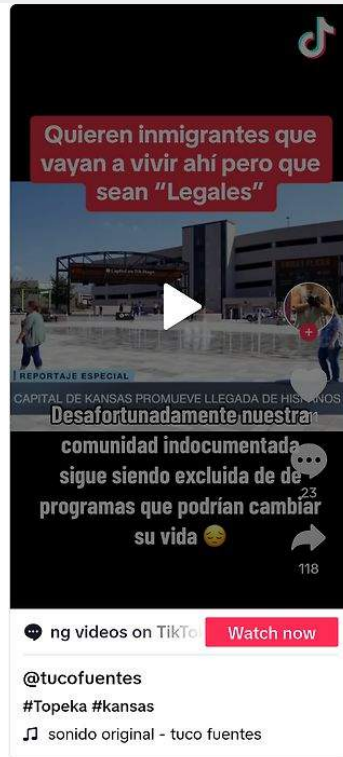 Quieren inmigrantes que
vayan a vivir ahí pero que
sean "Legales"
REPORTAJE ESPECIAL
CAPITAL DE KANSAS PROMUEVE LLEGADA DE HISPANOS
Desafortunadamente nuestra
comunidad indocumentada
sigue siendo excluida de de
23
programas que podrían cambiar
su vida 😔
118
ng videos on TikTo
Watch now
@tucofuentes
#Topeka #kansas
sonido original - tuco fuentes